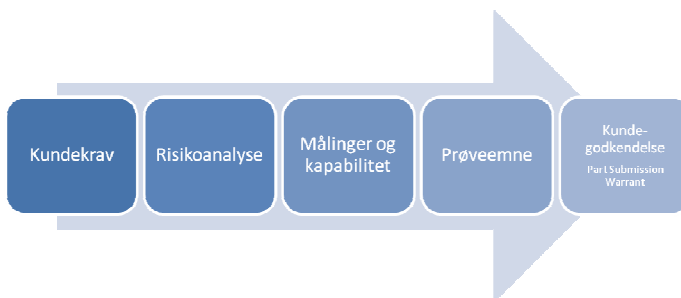 Kundekrav
Risikoanalyse
Målinger og
kapabilitet
Prøveemne
Kunde-
godkendelse
Part Submission
Warrant